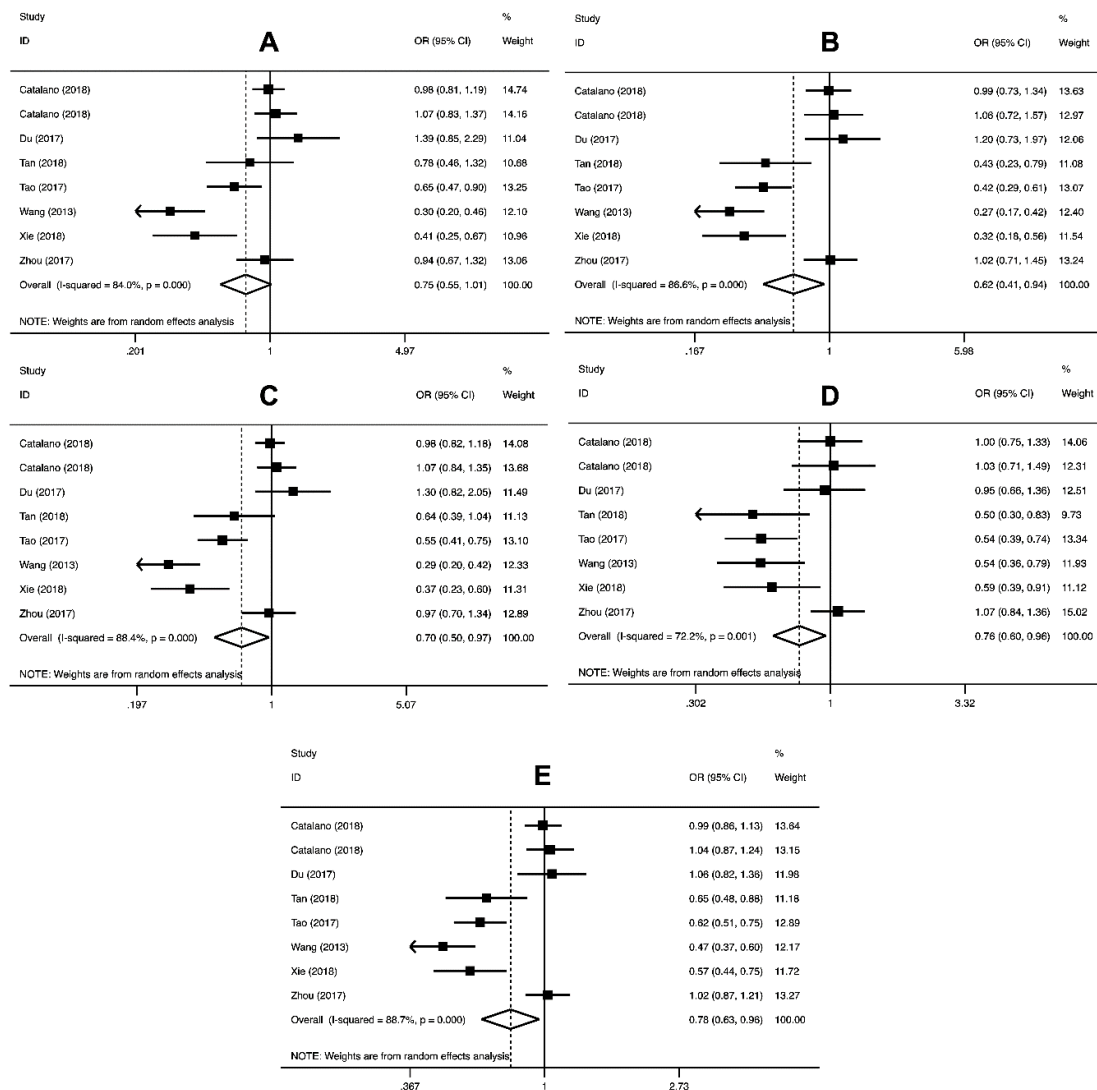 Study %
ID A OR (95% CI) Weight
Catalano (2018) 0.98 (0.81, 1.19) 14.74
Catalano (2018) 1.07 (0.83, 1.37) 14.16
Du (2017) 1.39 (0.85, 2.29) 11.04
Tan (2018) 0.78 (0.46, 1.32) 10.68
Tao (2017) 0.65 (0.47, 0.90) 13.25
Wang (2013) 0.30 (0.20, 0.46) 12.10
Xie (2018) 0.41 (0.25, 0.67) 10.96
Zhou (2017) 0.94 (0.67, 1.32) 13.06
Overall (I-squared = 84.0%, p = 0.000) 0.75 (0.55, 1.01) 100.00
NOTE: Weights are from random effects analysis
.201 1 4.97
Study %
ID B OR (95% CI) Weight
Catalano (2018) 0.99 (0.73, 1.34) 13.63
Catalano (2018) 1.06 (0.72, 1.57) 12.97
Du (2017) 1.20 (0.73, 1.97) 12.06
Tan (2018) 0.43 (0.23, 0.79) 11.08
Tao (2017) 0.42 (0.29, 0.61) 13.07
Wang (2013) 0.27 (0.17, 0.42) 12.40
Xie (2018) 0.32 (0.18, 0.56) 11.54
Zhou (2017) 1.02 (0.71, 1.45) 13.24
Overall (I-squared = 86.6%, p = 0.000) 0.62 (0.41, 0.94) 100.00
NOTE: Weights are from random effects analysis
.167 1 5.98
Study %
ID C OR (95% CI) Weight
Catalano (2018) 0.98 (0.82, 1.18) 14.08
Catalano (2018) 1.07 (0.84, 1.35) 13.68
Du (2017) 1.30 (0.82, 2.05) 11.49
Tan (2018) 0.64 (0.39, 1.04) 11.13
Tao (2017) 0.55 (0.41, 0.75) 13.10
Wang (2013) 0.29 (0.20, 0.42) 12.33
Xie (2018) 0.37 (0.23, 0.60) 11.31
Zhou (2017) 0.97 (0.70, 1.34) 12.89
Overall (I-squared = 88.4%, p = 0.000) 0.70 (0.50, 0.97) 100.00
NOTE: Weights are from random effects analysis
.197 1 5.07
Study %
ID D OR (95% CI) Weight
Catalano (2018) 1.00 (0.75, 1.33) 14.06
Catalano (2018) 1.03 (0.71, 1.49) 12.31
Du (2017) 0.95 (0.66, 1.36) 12.51
Tan (2018) 0.50 (0.30, 0.83) 9.73
Tao (2017) 0.54 (0.39, 0.74) 13.34
Wang (2013) 0.54 (0.36, 0.79) 11.93
Xie (2018) 0.59 (0.39, 0.91) 11.12
Zhou (2017) 1.07 (0.84, 1.36) 15.02
Overall (I-squared = 72.2%, p = 0.001) 0.76 (0.60, 0.96) 100.00
NOTE: Weights are from random effects analysis
.302 1 3.32
Study %
ID E OR (95% CI) Weight
Catalano (2018) 0.99 (0.86, 1.13) 13.64
Catalano (2018) 1.04 (0.87, 1.24) 13.15
Du (2017) 1.06 (0.82, 1.36) 11.98
Tan (2018) 0.65 (0.48, 0.88) 11.18
Tao (2017) 0.62 (0.51, 0.75) 12.89
Wang (2013) 0.47 (0.37, 0.60) 12.17
Xie (2018) 0.57 (0.44, 0.75) 11.72
Zhou (2017) 1.02 (0.87, 1.21) 13.27
Overall (I-squared = 88.7%, p = 0.000) 0.78 (0.63, 0.96) 100.00
NOTE: Weights are from random effects analysis
.367 1 2.73